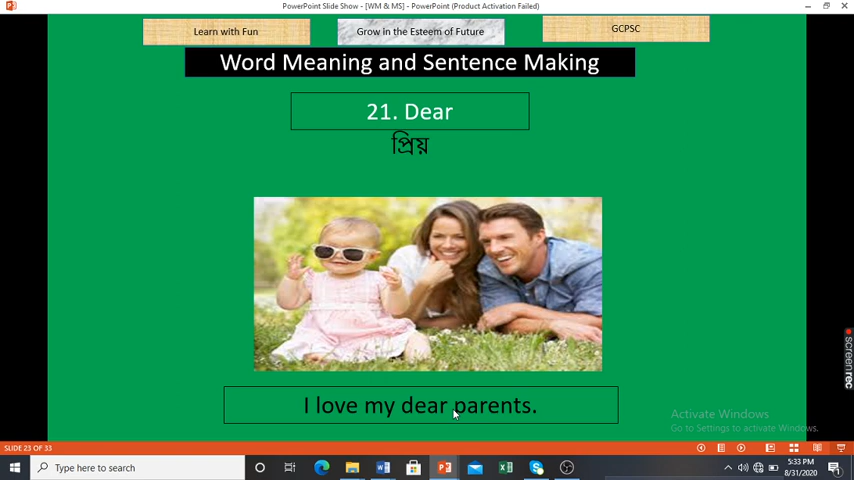 PowerPoint Slide Show - [WM & MS] - PowerPoint (Product Activation Failed)
Learn with Fun
Grow in the Esteem of Future
GCPSC
Word Meaning and Sentence Making
21. Dear
প্রিয়
I love my dear parents.
screenrec
Activate Windows
Go to Settings to activate Windows.
SLIDE 23 OF 33
Type here to search
5:33 PM
8/31/2020